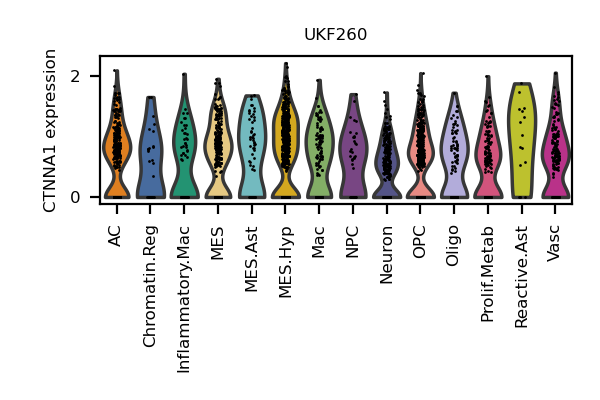 UKF260
CTNNA1 expression
2
0
AC
Chromatin.Reg
Inflammatory.Mac
MES
MES.Ast
MES.Hyp
Mac
NPC
Neuron
OPC
Oligo
Prolif.Metab
Reactive.Ast
Vasc